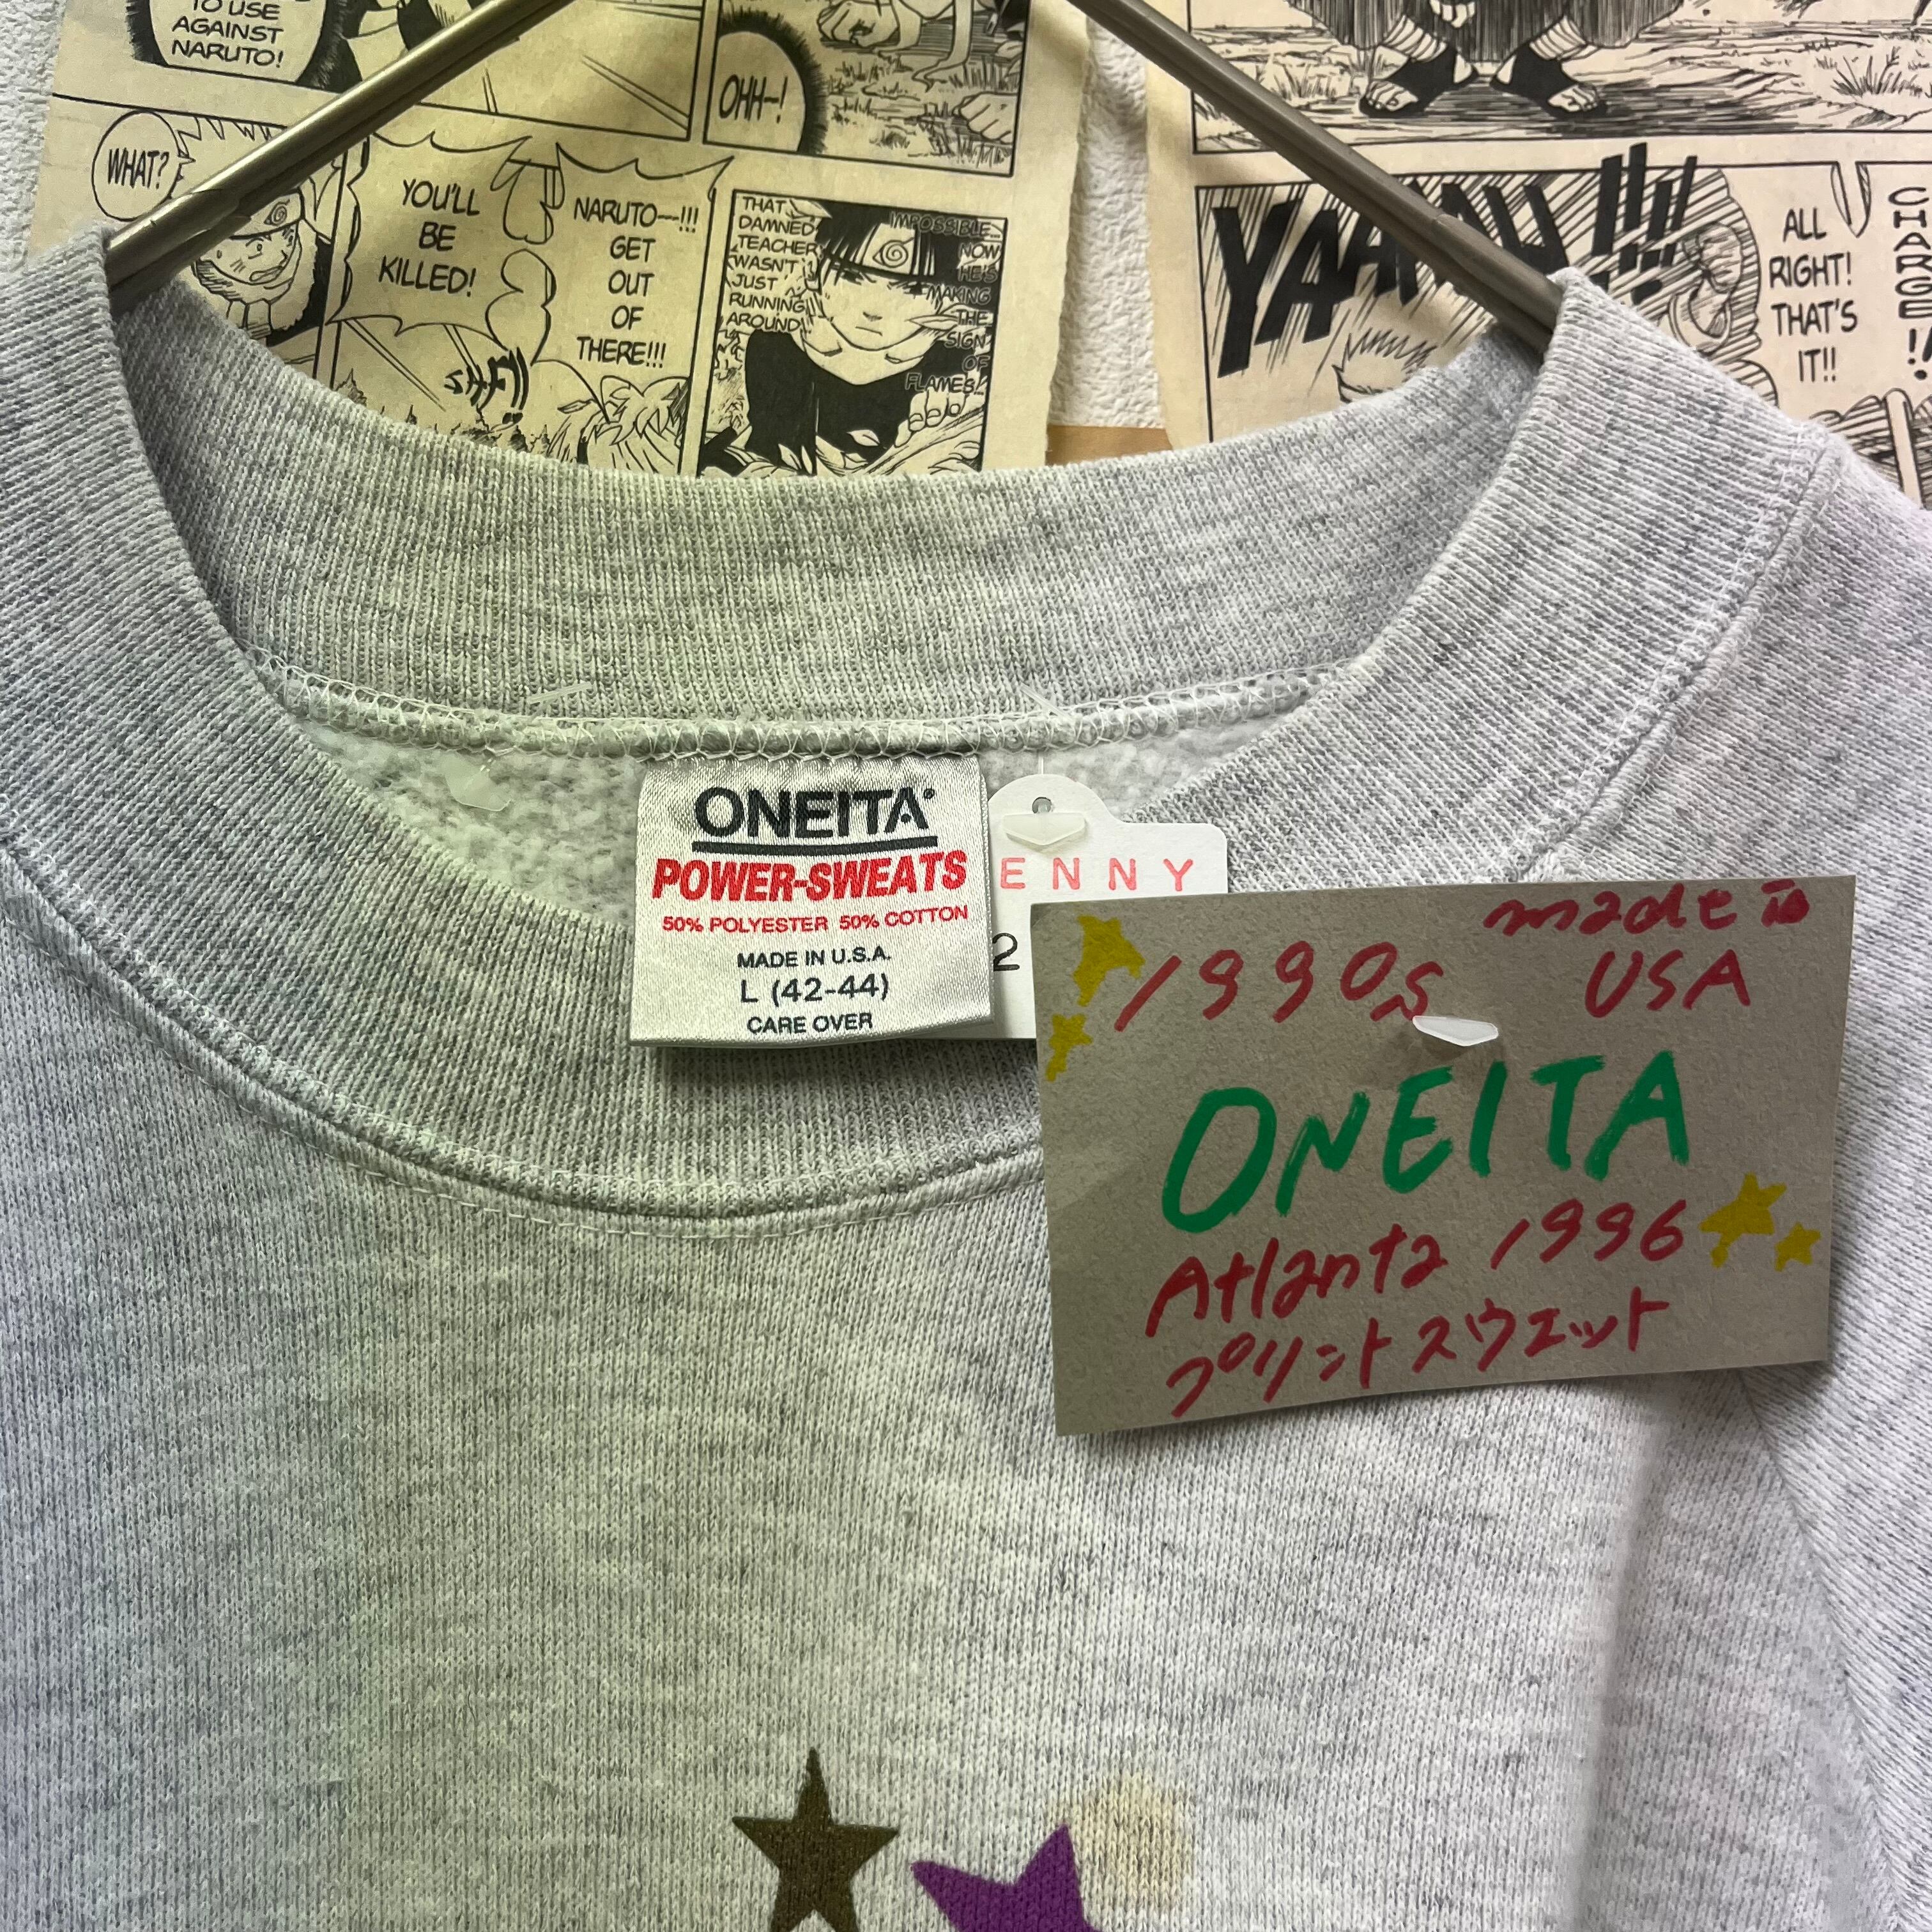 TO USE
AGAINST
NARUTO!
OHH--!
WHAT?
YOU'LL
BE
KILLED!
NARUTO---!!!
GET
OUT
OF
THERE!!!
THAT
DAMNED
TEACHER
WASN'T
JUST
RUNNING
AROUND!
IMPOSSIBLE...
NOW
HE'S
MAKING
THE
SIGN
OF
FLAMES!
ALL
RIGHT!
THAT'S
IT!!
CHARGE!!
ONEITA
POWER-SWEATS
50% POLYESTER 50% COTTON
MADE IN U.S.A.
L (42-44)
CARE OVER
ENNY
2
1990s
made in
USA
ONEITA
Atlanta 1996
プリントスウェット